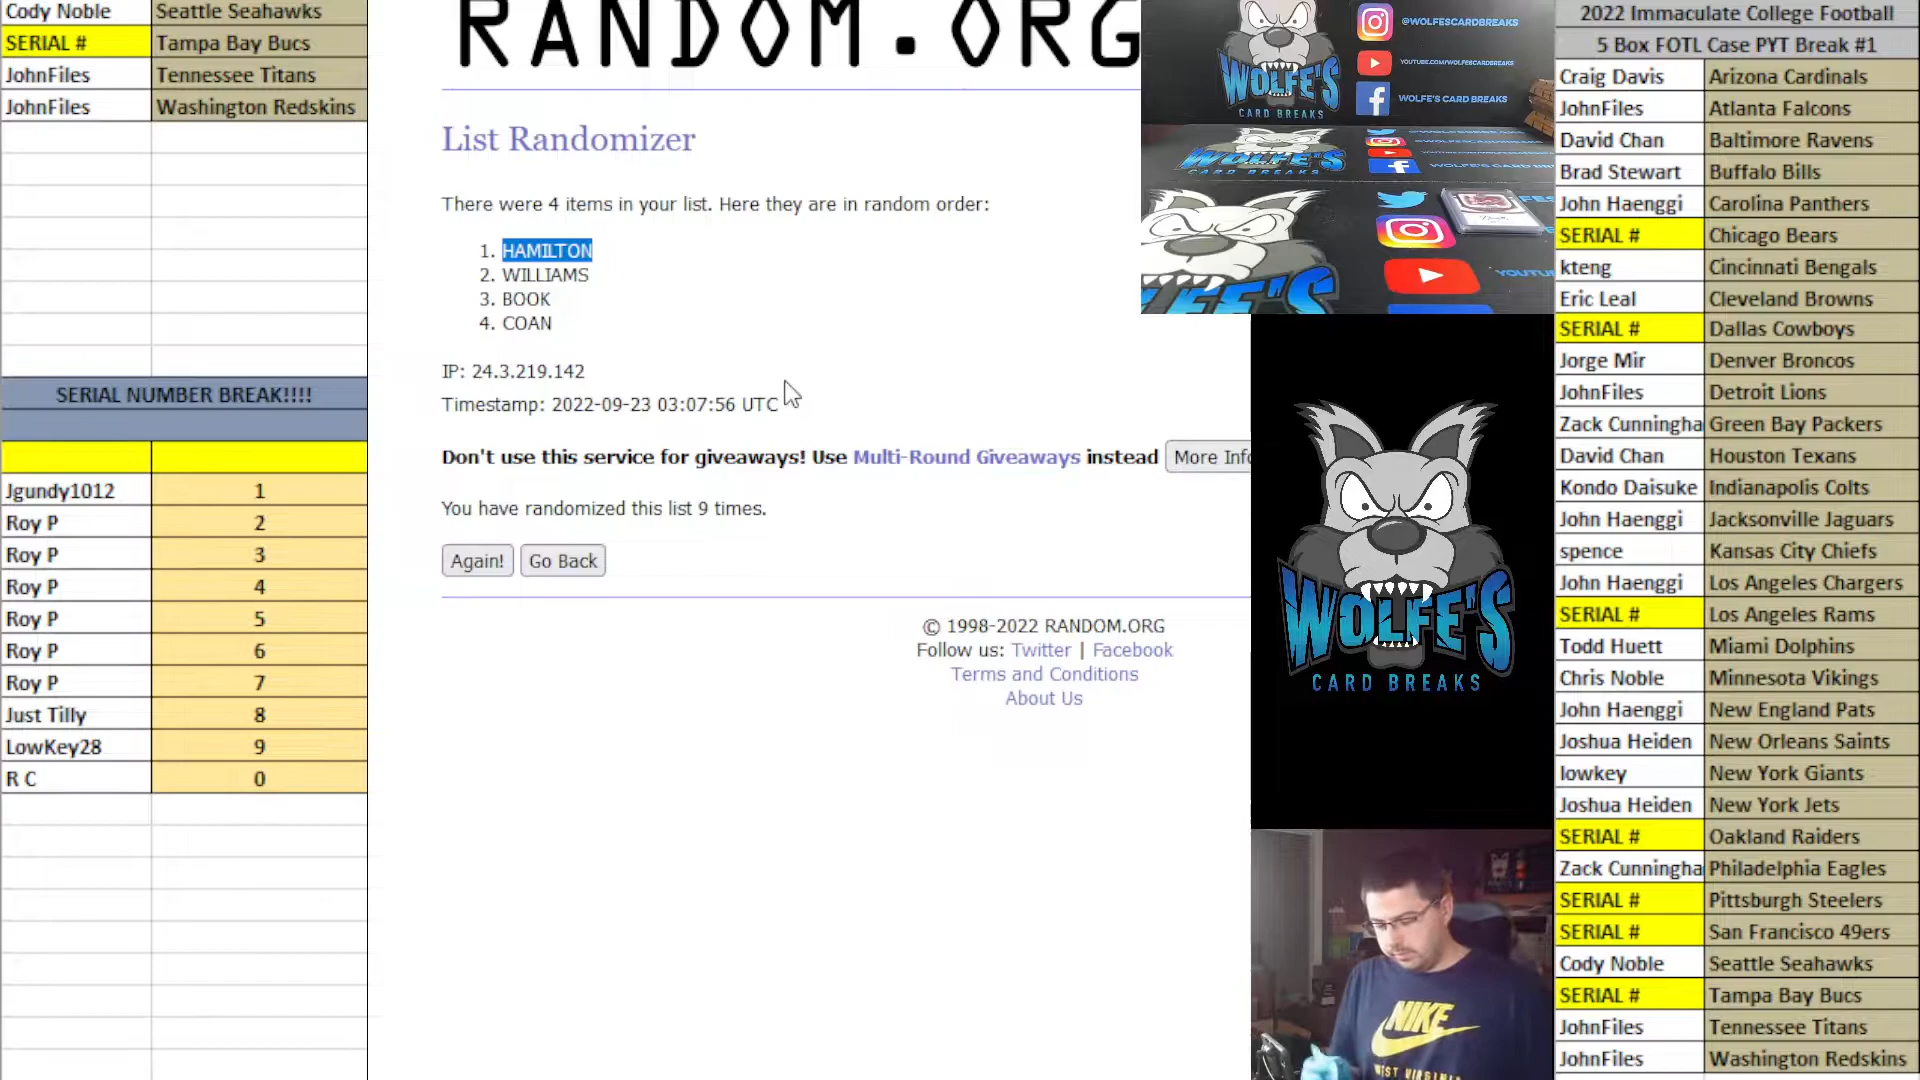 Cody Noble Seattle Seahawks
SERIAL # Tampa Bay Bucs
JohnFiles Tennessee Titans
JohnFiles Washington Redskins
SERIAL NUMBER BREAK!!!!
Jgundy1012 1
Roy P 2
Roy P 3
Roy P 4
Roy P 5
Roy P 6
Roy P 7
Just Tilly 8
LowKey28 9
R C 0
RANDOM.ORG
List Randomizer
There were 4 items in your list. Here they are in random order:
1. HAMILTON
2. WILLIAMS
3. BOOK
4. COAN
IP: 24.3.219.142
Timestamp: 2022-09-23 03:07:56 UTC
Don't use this service for giveaways! Use Multi-Round Giveaways instead More Info
You have randomized this list 9 times.
Again! Go Back
© 1998-2022 RANDOM.ORG
Follow us: Twitter | Facebook
Terms and Conditions
About Us
@WOLFESCARDBREAKS
YOUTUBE.COM/WOLFESCARDBREAKS
WOLFE'S CARD BREAKS
WOLFE'S
CARD BREAKS
WOLFE'S
CARD BREAKS
WOLFE'S
CARD BREAKS
NIKE
WEST VIRGINIA
2022 Immaculate College Football
5 Box FOTL Case PYT Break #1
Craig Davis Arizona Cardinals
JohnFiles Atlanta Falcons
David Chan Baltimore Ravens
Brad Stewart Buffalo Bills
John Haenggi Carolina Panthers
SERIAL # Chicago Bears
kteng Cincinnati Bengals
Eric Leal Cleveland Browns
SERIAL # Dallas Cowboys
Jorge Mir Denver Broncos
JohnFiles Detroit Lions
Zack Cunningha Green Bay Packers
David Chan Houston Texans
Kondo Daisuke Indianapolis Colts
John Haenggi Jacksonville Jaguars
spence Kansas City Chiefs
John Haenggi Los Angeles Chargers
SERIAL # Los Angeles Rams
Todd Huett Miami Dolphins
Chris Noble Minnesota Vikings
John Haenggi New England Pats
Joshua Heiden New Orleans Saints
lowkey New York Giants
Joshua Heiden New York Jets
SERIAL # Oakland Raiders
Zack Cunningha Philadelphia Eagles
SERIAL # Pittsburgh Steelers
SERIAL # San Francisco 49ers
Cody Noble Seattle Seahawks
SERIAL # Tampa Bay Bucs
JohnFiles Tennessee Titans
JohnFiles Washington Redskins